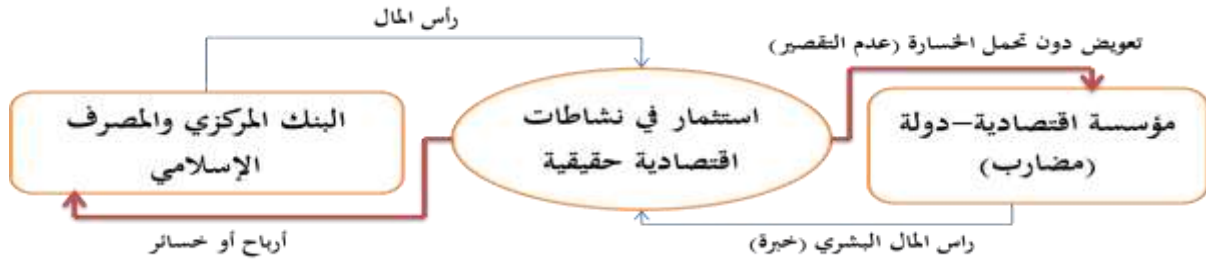 رأس المال
تعويض دون تحمل الخسارة (عدم التقصير)
مؤسسة اقتصادية-دولة
(مضارب)
استثمار في نشاطات
اقتصادية حقيقية
البنك المركزي والمصرف
الإسلامي
راس المال البشري (خبرة)
أرباح أو خسائر